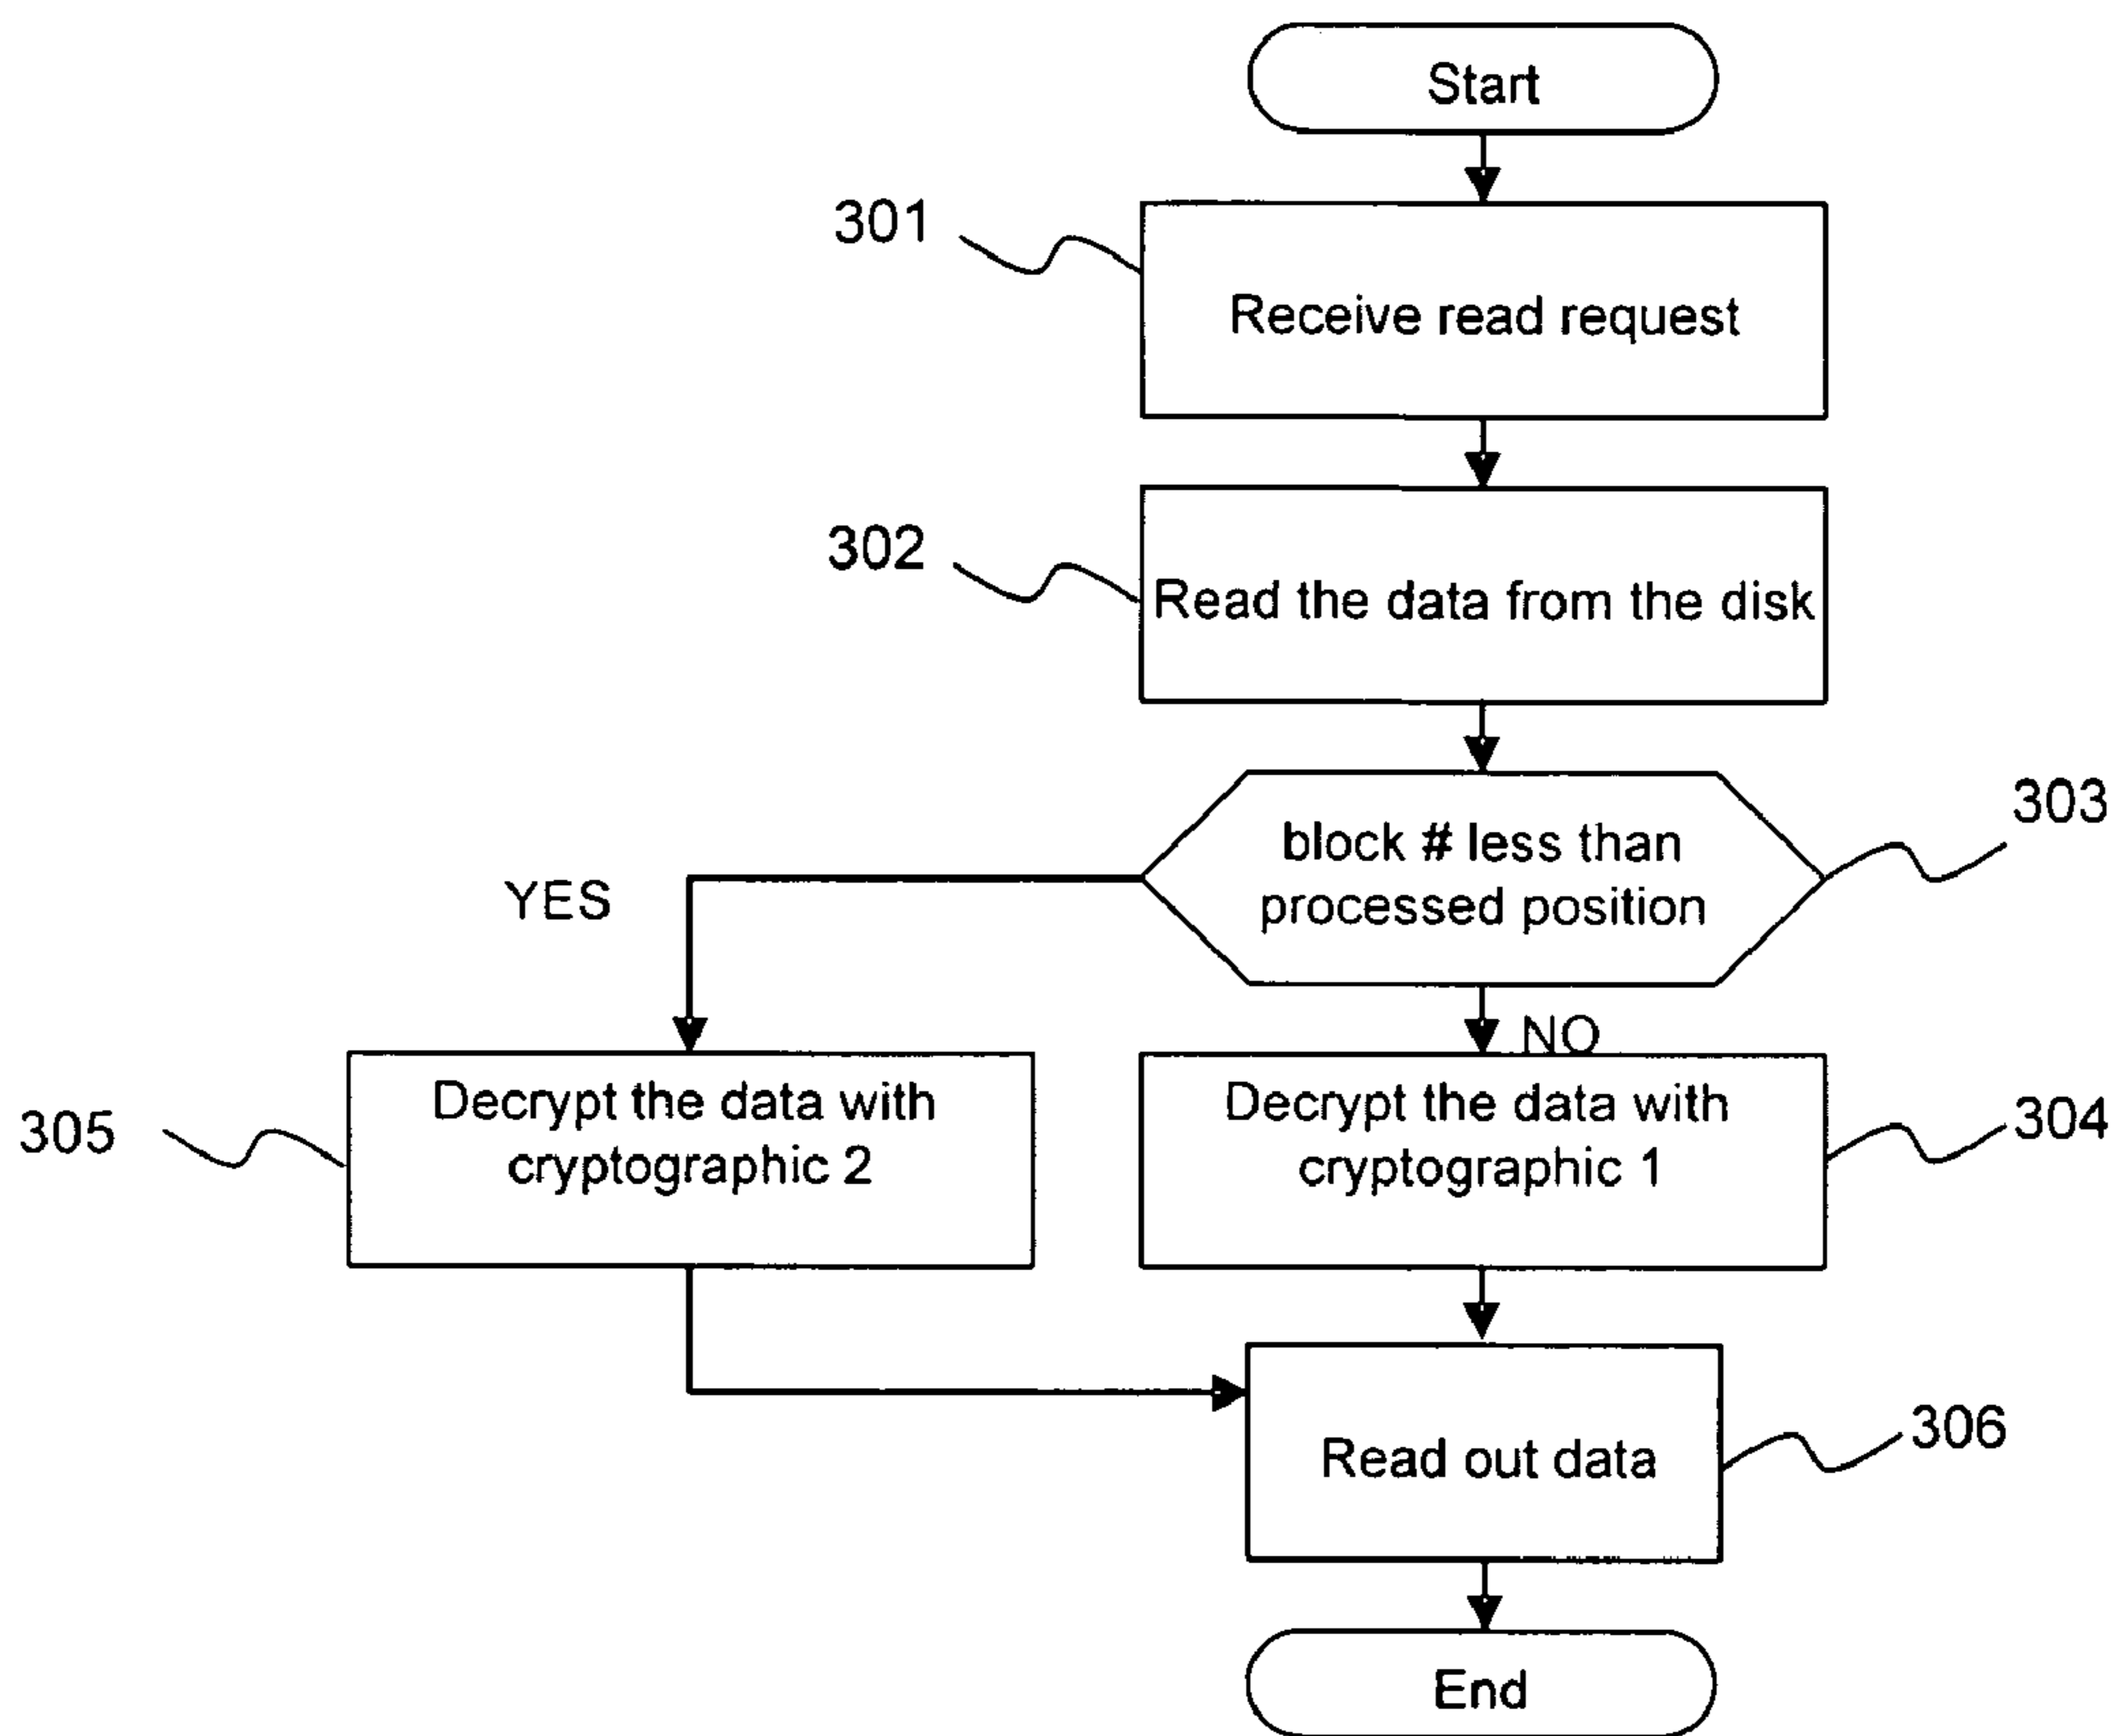 Start
301
Receive read request
302
Read the data from the disk
303
block # less than
processed position
YES
NO
305
Decrypt the data with
cryptographic 2
Decrypt the data with
cryptographic 1
304
Read out data
306
End